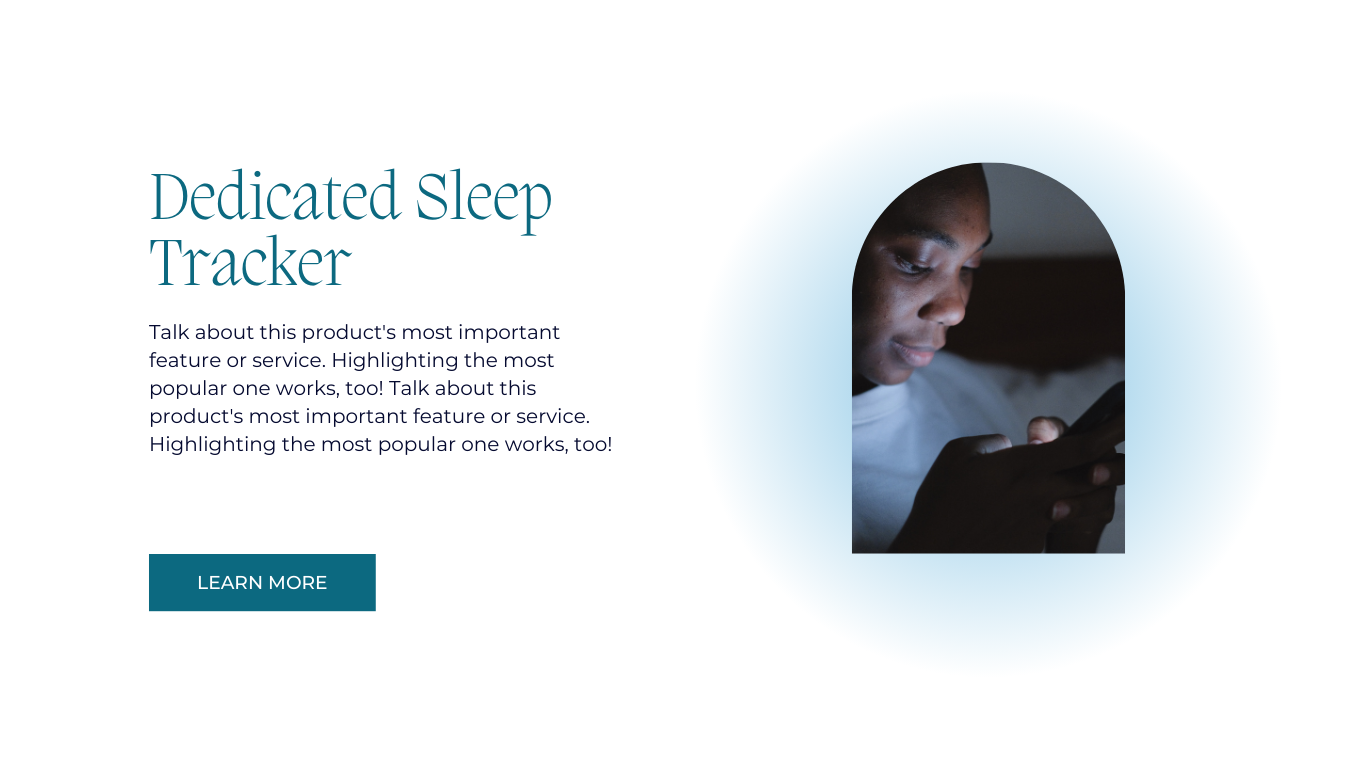 Dedicated Sleep
Tracker
Talk about this product's most important
feature or service. Highlighting the most
popular one works, too! Talk about this
product's most important feature or service.
Highlighting the most popular one works, too!
LEARN MORE